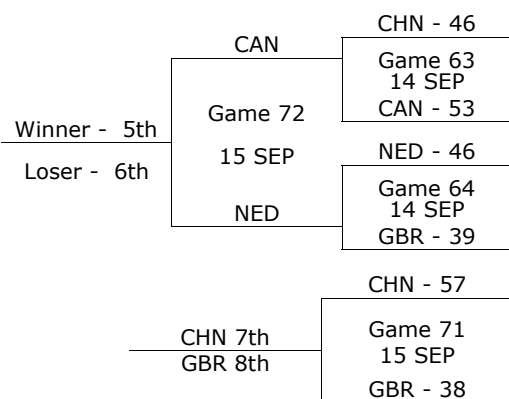 CHN - 46
CAN
Game 63
14 SEP
CAN - 53
Game 72
Winner -  5th
15 SEP
Loser -  6th
NED - 46
Game 64
14 SEP
NED
GBR - 39
CHN - 57
CHN 7th
Game 71
GBR 8th
15 SEP
GBR - 38